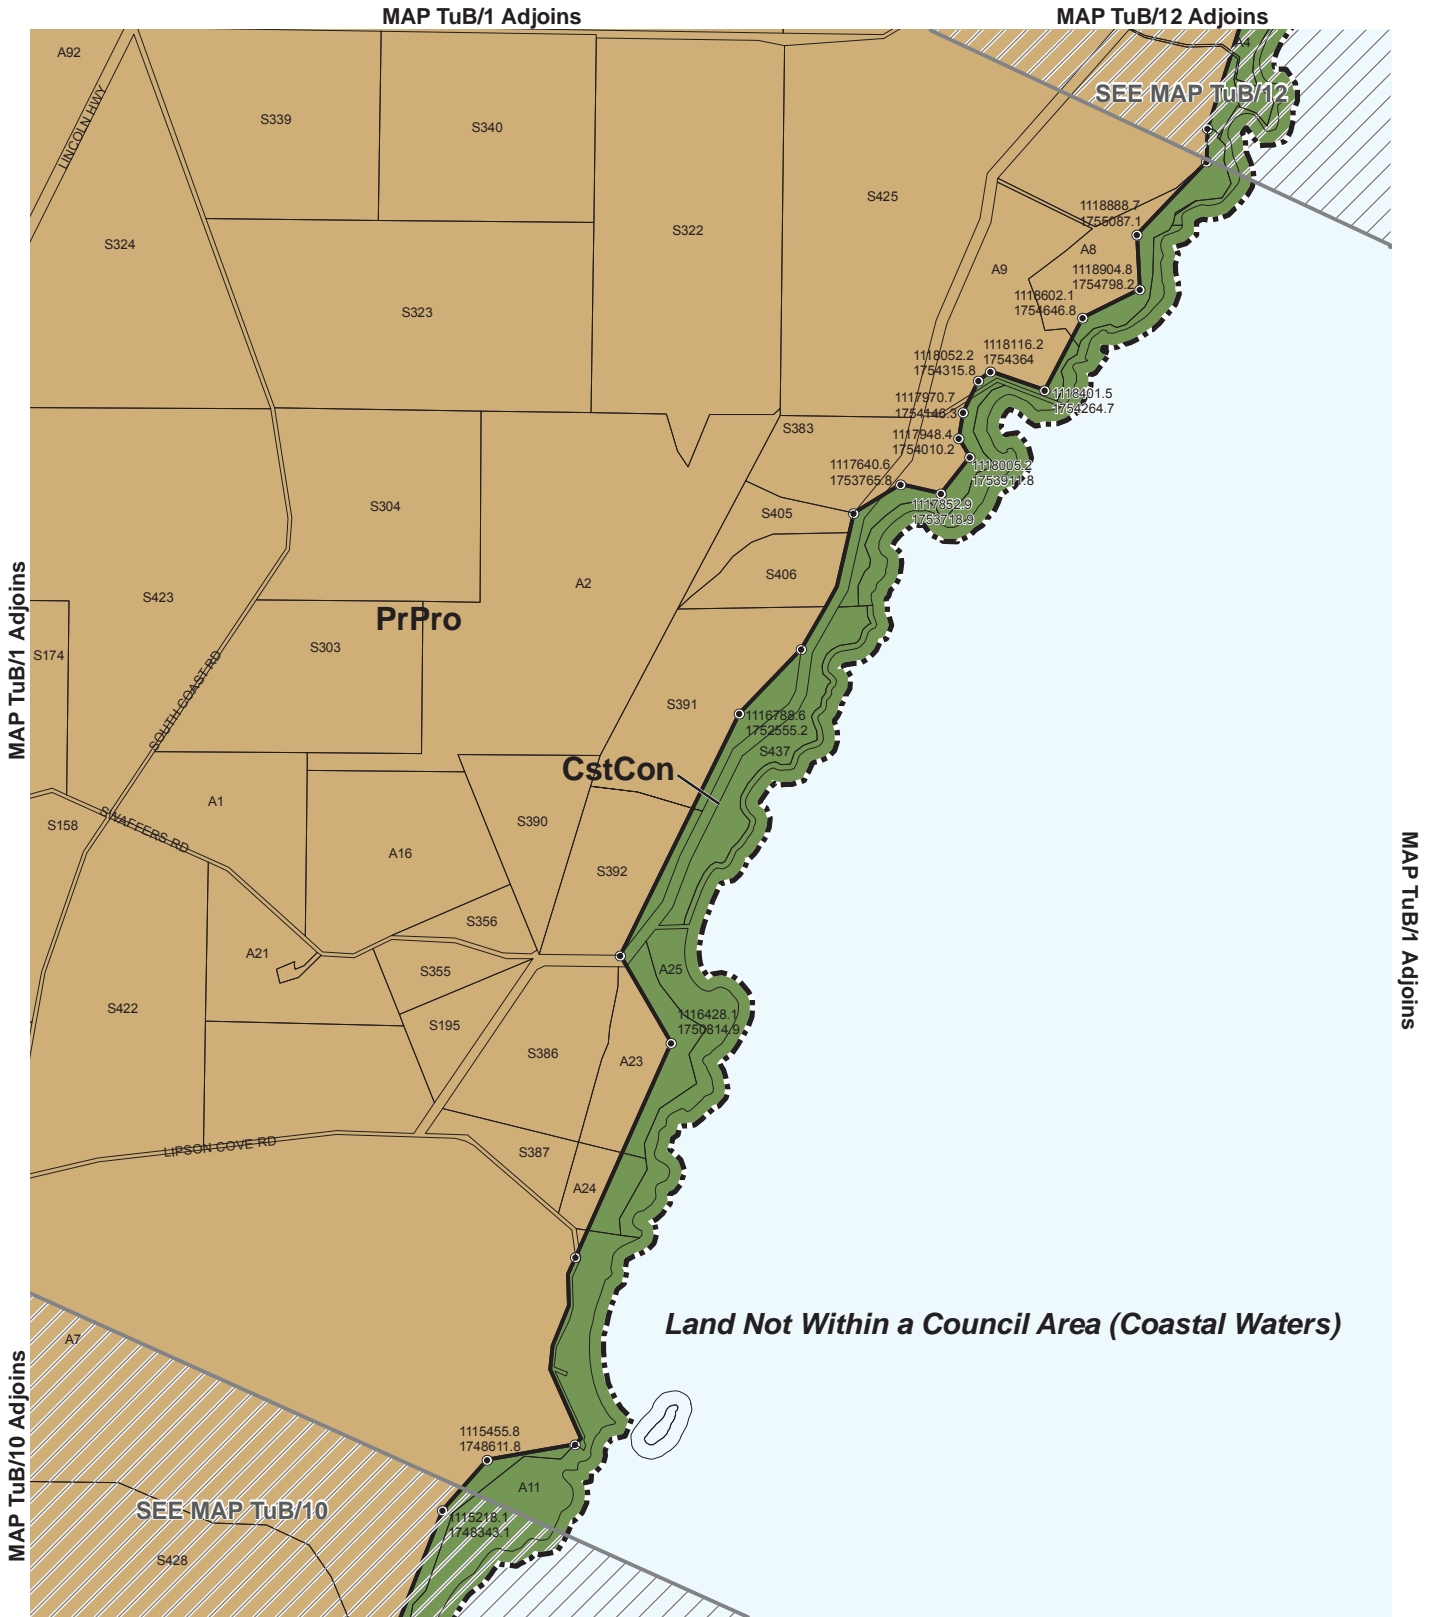 MAP TuB/1 Adjoins
MAP TuB/12 Adjoins
A92
A4
LINCOLN HWY
SEE MAP TuB/12
S339
S340
S425
S324
S322
1118888.7
1755087.1
A8
A9
1118904.8
1754798.2
1118602.1
1754646.8
S323
1118116.2
1754364
1118052.2
1754315.8
1118401.5
1754264.7
1117970.7
1754146.3
S383
1117948.4
1754010.2
1117640.6
1753765.8
1118005.2
1753911.8
1117852.9
1753718.9
S304
S405
S406
A2
S423
PrPro
MAP TuB/1 Adjoins
S174
S303
SOUTH COAST RD
S391
1116788.6
1752555.2
S437
CstCon
A1
S158
SWAFFERS RD
S390
A16
S392
MAP TuB/1 Adjoins
S356
A21
S355
A25
S422
S195
1116428.1
1750814.9
S386
A23
LIPSON COVE RD
S387
A24
Land Not Within a Council Area (Coastal Waters)
A7
MAP TuB/10 Adjoins
1115455.8
1748611.8
A11
SEE MAP TuB/10
1115218.1
1748343.1
S428